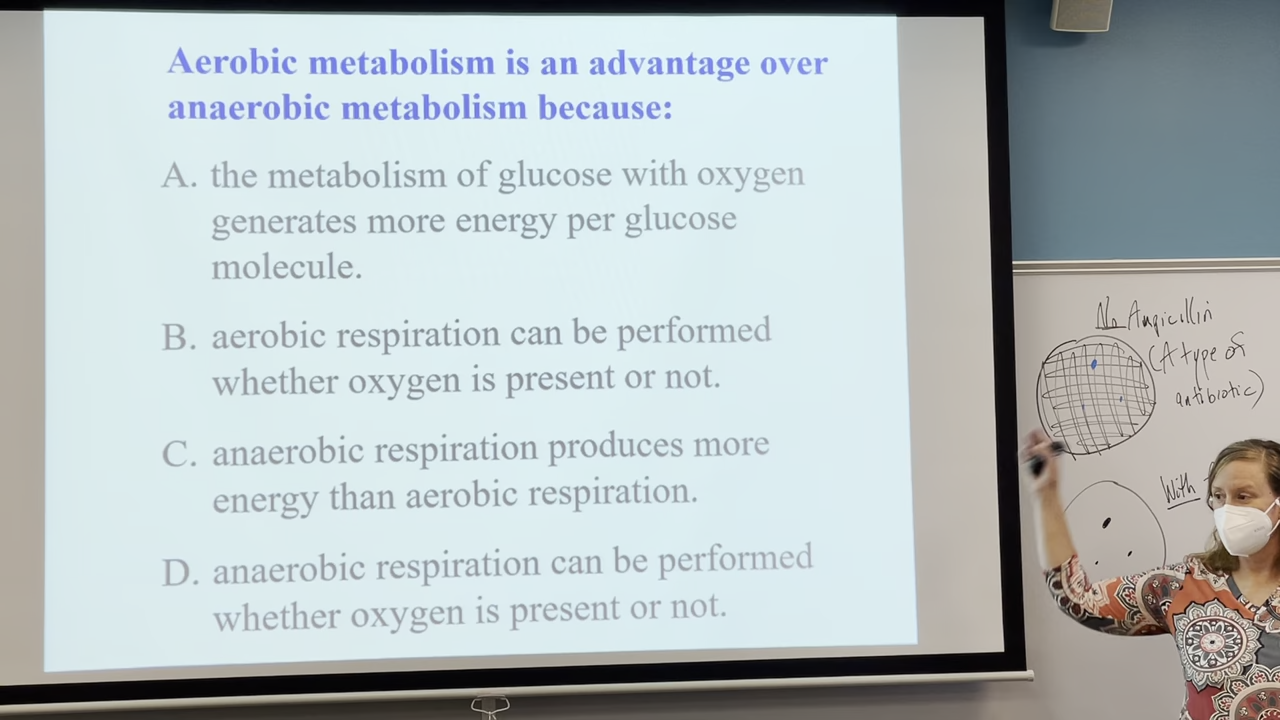 Aerobic metabolism is an advantage over
anaerobic metabolism because:
A. the metabolism of glucose with oxygen
generates more energy per glucose
molecule.
B. aerobic respiration can be performed
whether oxygen is present or not.
C. anaerobic respiration produces more
energy than aerobic respiration.
D. anaerobic respiration can be performed
whether oxygen is present or not.
No Ampicillin
(A type of
antibiotic)
With